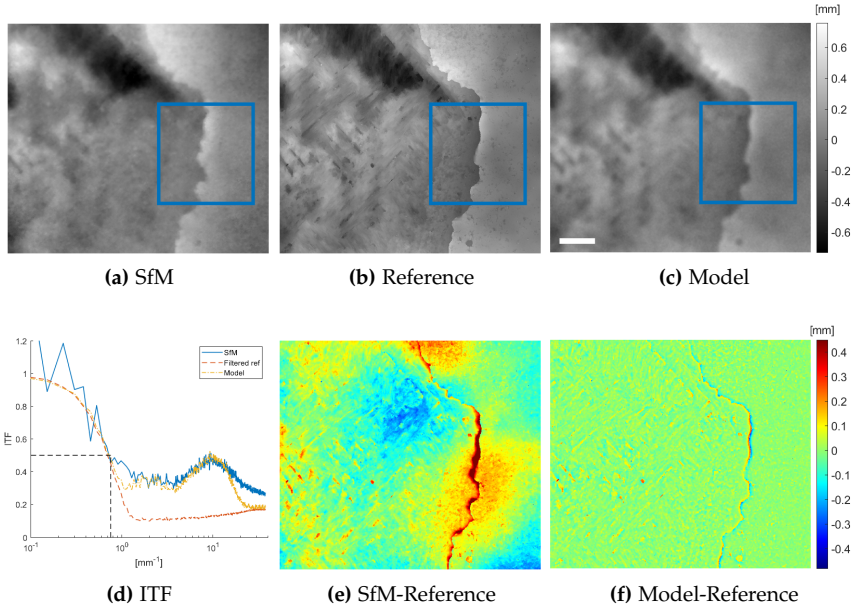 [mm]
0.6
0.4
0.2
0
-0.2
-0.4
-0.6
(a) SfM
(b) Reference
(c) Model
1.2
1
0.8
0.6
0.4
0.2
0
ITF
SfM
Filtered ref
Model
10⁻¹
10⁰
10¹
[mm⁻¹]
[mm]
0.4
0.3
0.2
0.1
0
-0.1
-0.2
-0.3
-0.4
(d) ITF
(e) SfM-Reference
(f) Model-Reference